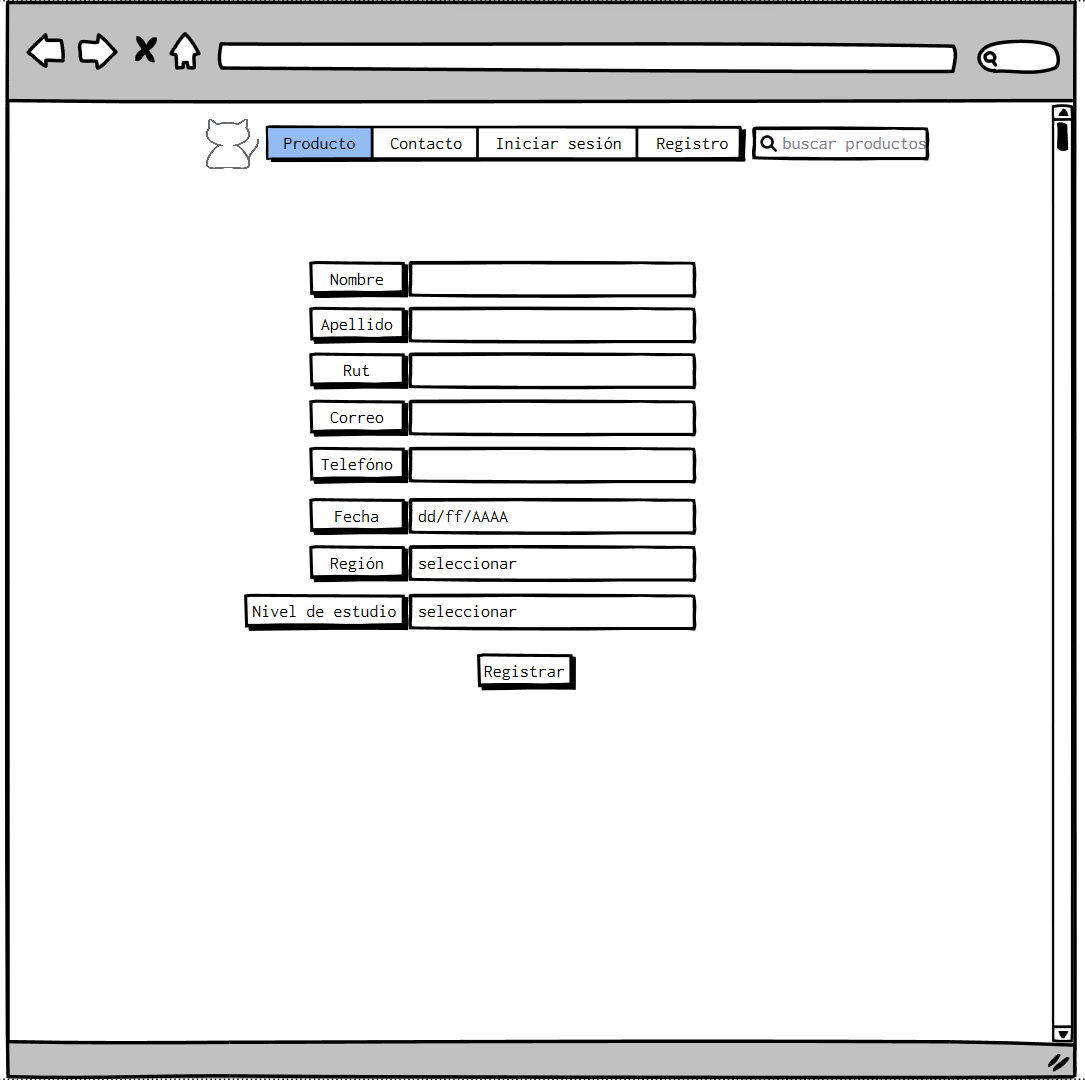 Producto Contacto Iniciar sesión Registro buscar productos
Nombre
Apellido
Rut
Correo
Telefóno
Fecha dd/ff/AAAA
Región seleccionar
Nivel de estudio seleccionar
Registrar